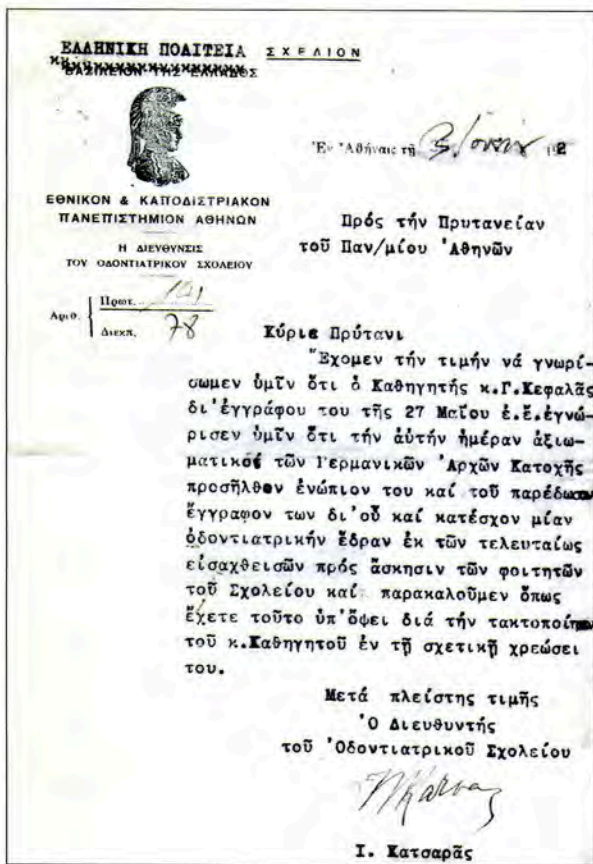 ΕΛΛΗΝΙΚΗ ΠΟΛΙΤΕΙΑ ΣΧΕΔΙΟΝ
ΒΑΣΙΛΕΙΟΝ ΤΗΣ ΕΛΛΑΔΟΣ
Ἐν Ἀθήναις τῇ 3 192
ΕΘΝΙΚΟΝ & ΚΑΠΟΔΙΣΤΡΙΑΚΟΝ
ΠΑΝΕΠΙΣΤΗΜΙΟΝ ΑΘΗΝΩΝ
Η ΔΙΕΥΘΥΝΣΙΣ
ΤΟΥ ΟΔΟΝΤΙΑΤΡΙΚΟΥ ΣΧΟΛΕΙΟΥ
Πρός τήν Πρυτανείαν
τοῦ Παν/μίου Ἀθηνῶν
Ἀριθ. Πρωτ. 101
Διεκπ. 78
Κύριε Πρύτανι
Ἔχομεν τήν τιμήν νά γνωρί-
σωμεν ὑμῖν ὅτι ὁ Καθηγητής κ.Γ.Κεφαλᾶς
δι'ἐγγράφου του τῆς 27 Μαΐου ἐ.ἔ.ἐγνώ-
ρισεν ὑμῖν ὅτι τήν αὐτήν ἡμέραν ἀξιω-
ματικοί τῶν Γερμανικῶν Ἀρχῶν Κατοχῆς
προσῆλθον ἐνώπιον του καί τοῦ παρέδωσαν
ἔγγραφον των δι'οὗ καί κατέσχον μίαν
ὀδοντιατρικήν ἕδραν ἐκ τῶν τελευταίως
εἰσαχθεισῶν πρός ἄσκησιν τῶν φοιτητῶν
τοῦ Σχολείου καί παρακαλοῦμεν ὅπως
ἔχετε τοῦτο ὑπ'ὄψει διά τήν τακτοποίησιν
τοῦ κ.Καθηγητοῦ ἐν τῇ σχετικῇ χρεώσει
του.
Μετά πλείστης τιμῆς
Ὁ Διευθυντής
τοῦ Ὀδοντιατρικοῦ Σχολείου
Ι. Κατσαρᾶς